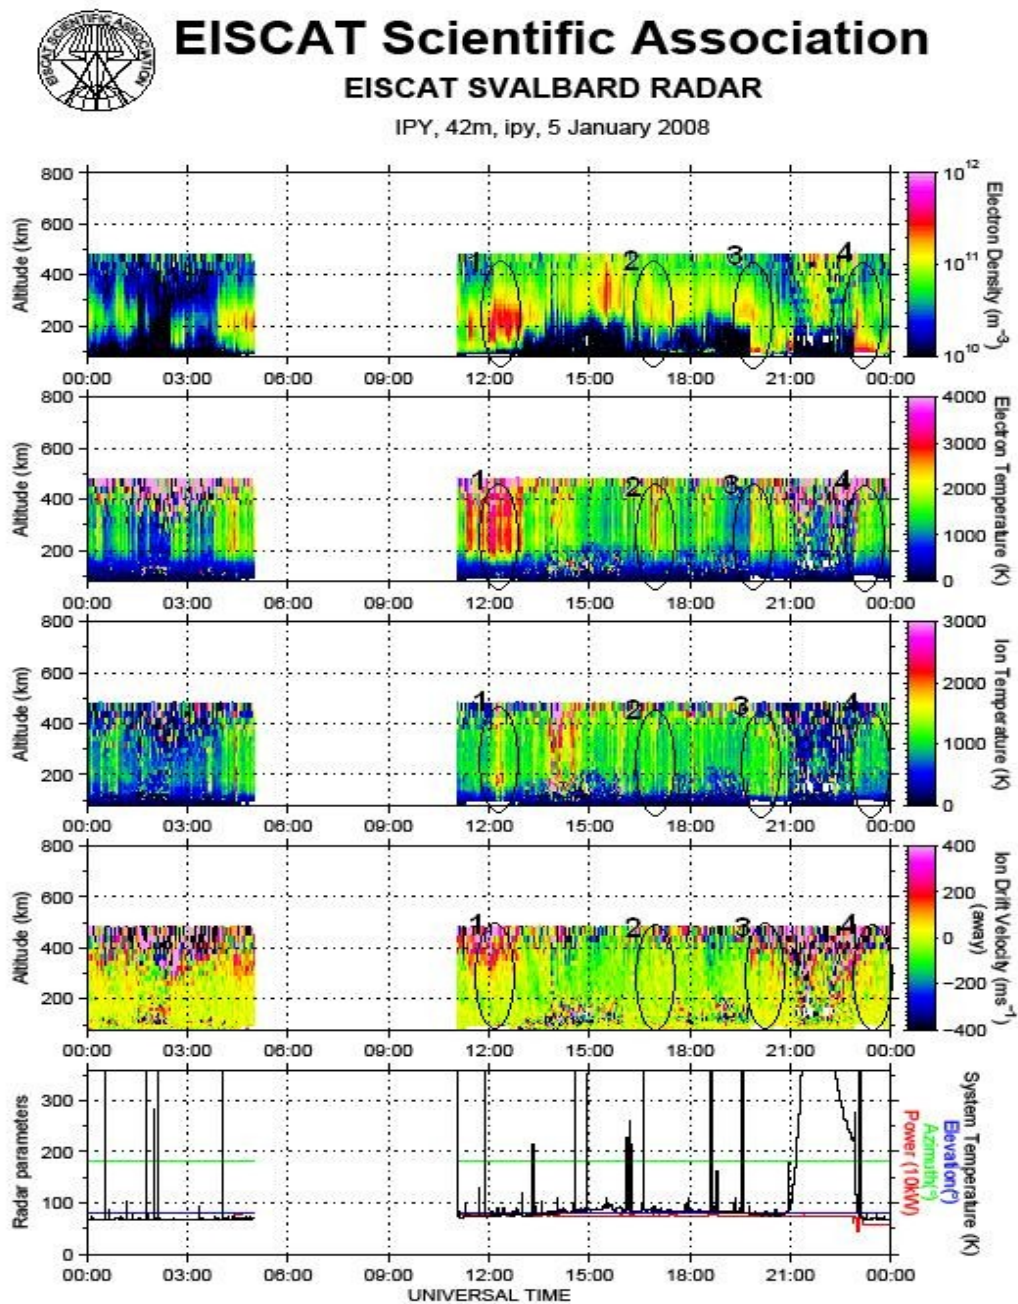 EISCAT SCIENTIFIC ASSOCIATION
EISCAT Scientific Association
EISCAT SVALBARD RADAR
IPY, 42m, ipy, 5 January 2008
800
600
400
200
Altitude (km)
1 2 3 4
10^12
10^11
10^10
Electron Density (m^-3)
00:00 03:00 06:00 09:00 12:00 15:00 18:00 21:00 00:00
800
600
400
200
Altitude (km)
1 2 3 4
4000
3000
2000
1000
0
Electron Temperature (K)
00:00 03:00 06:00 09:00 12:00 15:00 18:00 21:00 00:00
800
600
400
200
Altitude (km)
1 2 3 4
3000
2000
1000
0
Ion Temperature (K)
00:00 03:00 06:00 09:00 12:00 15:00 18:00 21:00 00:00
800
600
400
200
Altitude (km)
1 2 3 4
400
200
0
-200
-400
Ion Drift Velocity (ms^-1)
(away)
00:00 03:00 06:00 09:00 12:00 15:00 18:00 21:00 00:00
300
200
100
0
Radar parameters
System Temperature (K)
Elevation(°)
Azimuth(°)
Power (10kW)
00:00 03:00 06:00 09:00 12:00 15:00 18:00 21:00 00:00
UNIVERSAL TIME